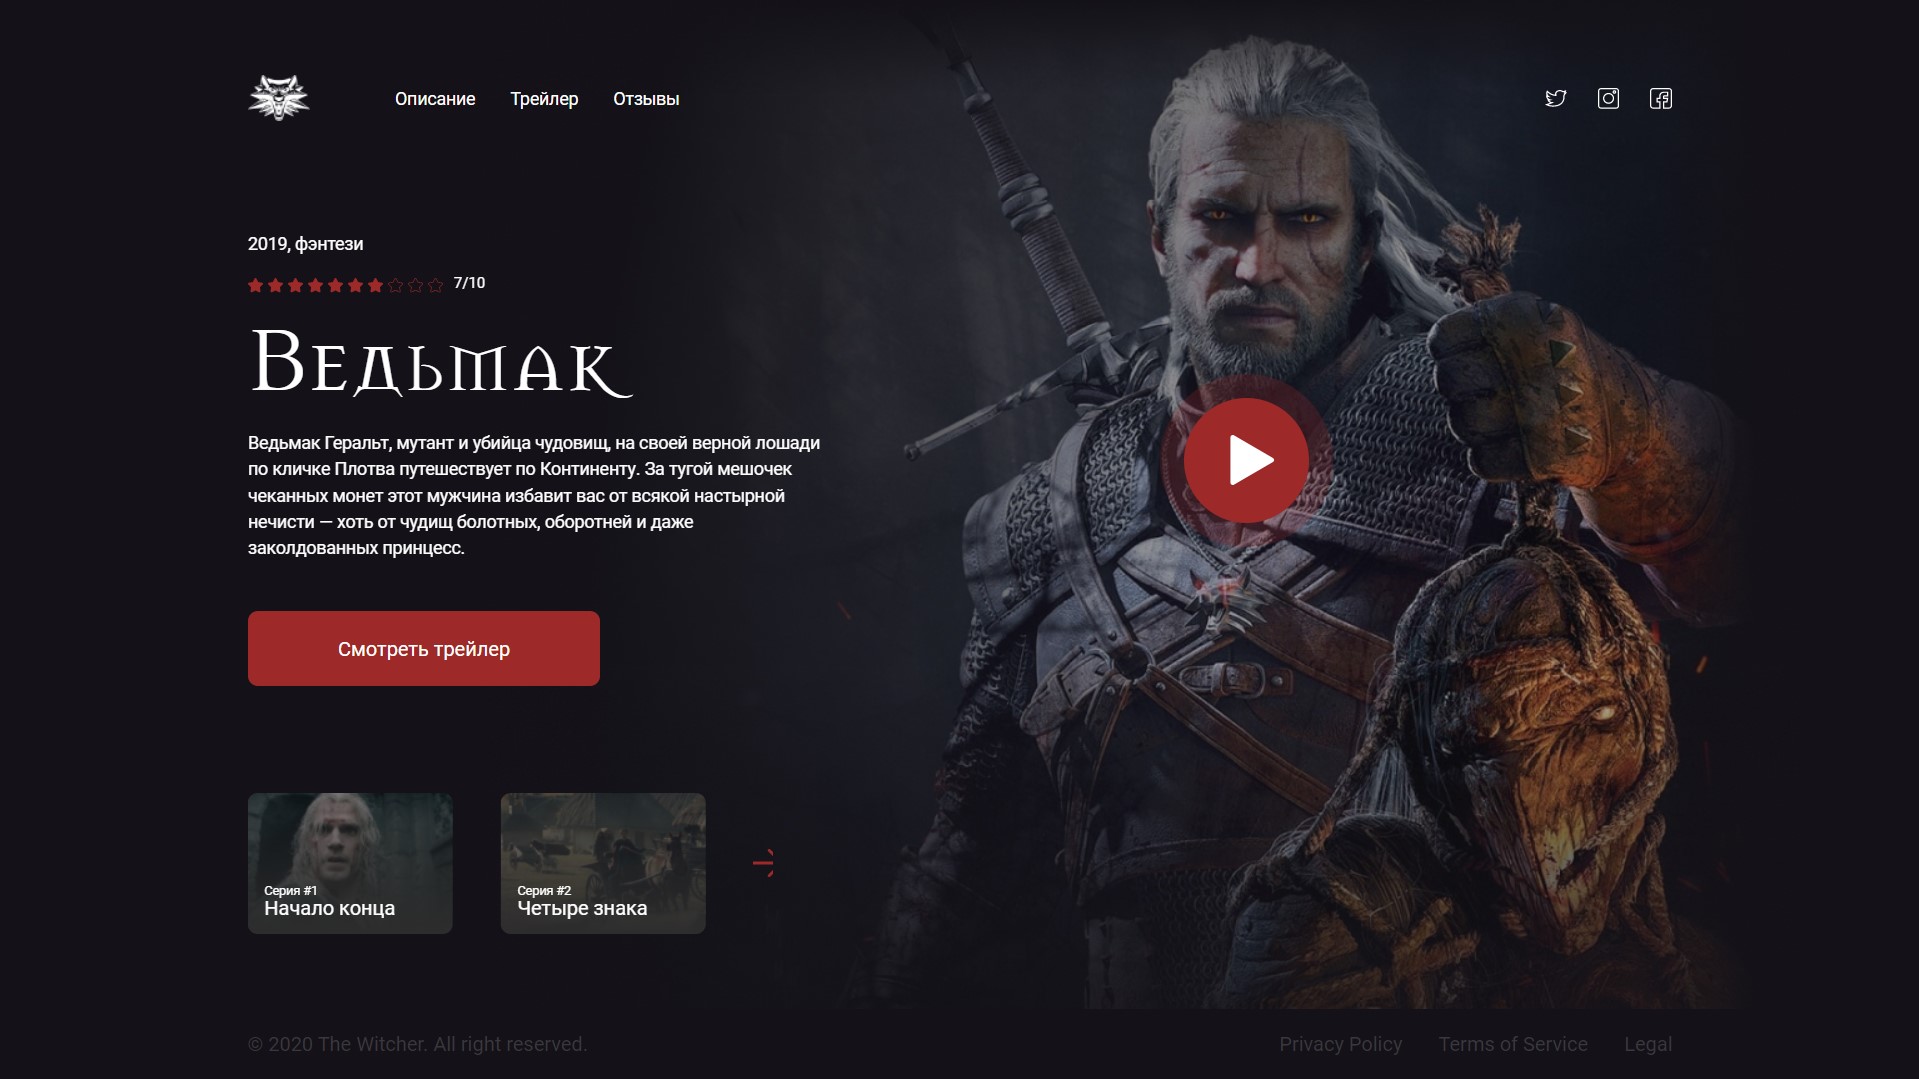 Описание Трейлер Отзывы
2019, фэнтези
7/10
Ведьмак
Ведьмак Геральт, мутант и убийца чудовищ, на своей верной лошади
по кличке Плотва путешествует по Континенту. За тугой мешочек
чеканных монет этот мужчина избавит вас от всякой настырной
нечисти — хоть от чудищ болотных, оборотней и даже
заколдованных принцесс.
Смотреть трейлер
Серия #1
Начало конца
Серия #2
Четыре знака
© 2020 The Witcher. All right reserved.
Privacy Policy Terms of Service Legal